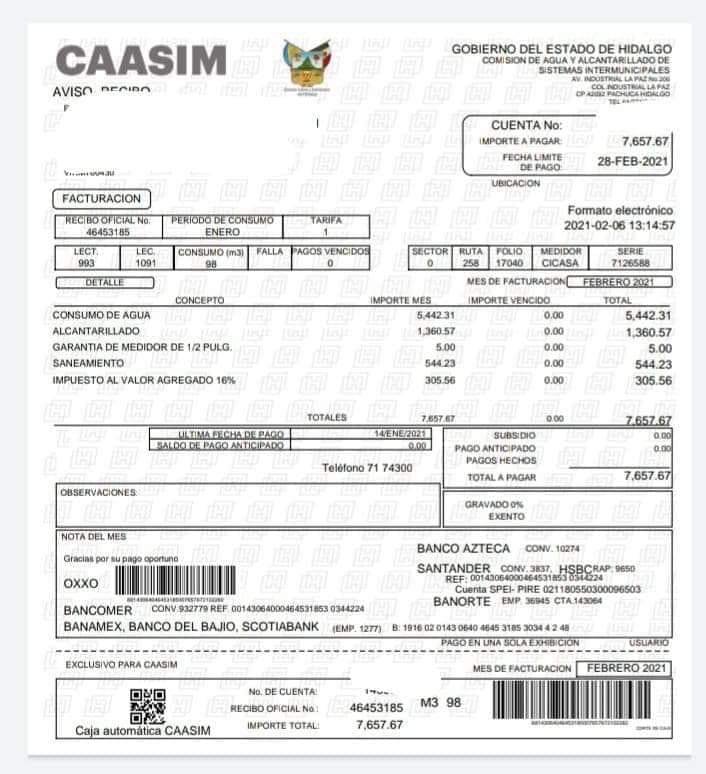 CAASIM
GOBIERNO DEL ESTADO DE HIDALGO
COMISION DE AGUA Y ALCANTARILLADO DE
SISTEMAS INTERMUNICIPALES
AV. INDUSTRIAL LA PAZ No 200
COL.INDUSTRIAL LA PAZ
CP 42092 PACHUCA HIDALGO
AVISO RECIBO
CUENTA No:
IMPORTE A PAGAR: 7,657.67
FECHA LIMITE
DE PAGO: 28-FEB-2021
UBICACION
FACTURACION
Formato electrónico
2021-02-06 13:14:57
RECIBO OFICIAL No. PERIODO DE CONSUMO TARIFA
46453185 ENERO 1
LECT. LEC. CONSUMO (m3) FALLA PAGOS VENCIDOS SECTOR RUTA FOLIO MEDIDOR SERIE
993 1091 98 0 0 258 17040 CICASA 7126588
DETALLE MES DE FACTURACION FEBRERO 2021
CONCEPTO IMPORTE MES IMPORTE VENCIDO TOTAL
CONSUMO DE AGUA 5,442.31 0.00 5,442.31
ALCANTARILLADO 1,360.57 0.00 1,360.57
GARANTIA DE MEDIDOR DE 1/2 PULG. 5.00 0.00 5.00
SANEAMIENTO 544.23 0.00 544.23
IMPUESTO AL VALOR AGREGADO 16% 305.56 0.00 305.56
TOTALES 7,657.67 0.00 7,657.67
ULTIMA FECHA DE PAGO 14/ENE/2021
SALDO DE PAGO ANTICIPADO 0.00
SUBSIDIO 0.00
PAGO ANTICIPADO 0.00
PAGOS HECHOS
TOTAL A PAGAR 7,657.67
Teléfono 71 74300
OBSERVACIONES:
GRAVADO 0%
EXENTO
NOTA DEL MES
Gracias por su pago oportuno
OXXO
BANCOMER CONV.932779 REF. 00143064000464531853 0344224
BANAMEX, BANCO DEL BAJIO, SCOTIABANK (EMP. 1277) B: 1916 02 0143 0640 4645 3185 3034 4 2 48
BANCO AZTECA CONV. 10274
SANTANDER CONV. 3837, HSBC RAP: 9650
REF: 00143064000464531853 0344224
Cuenta SPEI- PIRE 021180550300096503
BANORTE EMP. 36945 CTA.143064
PAGO EN UNA SOLA EXHIBICION USUARIO
EXCLUSIVO PARA CAASIM
MES DE FACTURACION FEBRERO 2021
No. DE CUENTA:
RECIBO OFICIAL No.: 46453185 M3 98
IMPORTE TOTAL: 7,657.67
Caja automática CAASIM
CORTE DE CAJA